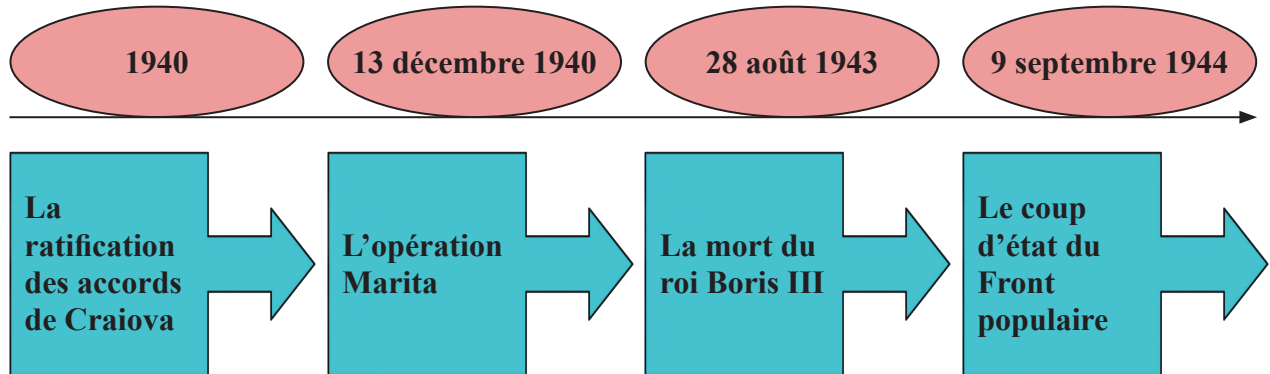 1940
13 décembre 1940
28 août 1943
9 septembre 1944
La
ratification
des accords
de Craiova
L’opération
Marita
La mort du
roi Boris III
Le coup
d’état du
Front
populaire